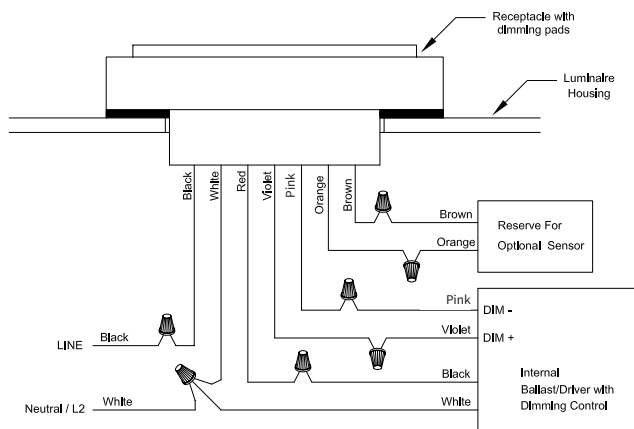 Receptacle with
dimming pads
Luminaire
Housing
Black
White
Red
Violet
Pink
Orange
Brown
Brown
Orange
Reserve For
Optional Sensor
Pink
DIM -
Violet
DIM +
LINE
Black
Black
Internal
Ballast/Driver with
Dimming Control
Neutral / L2
White
White